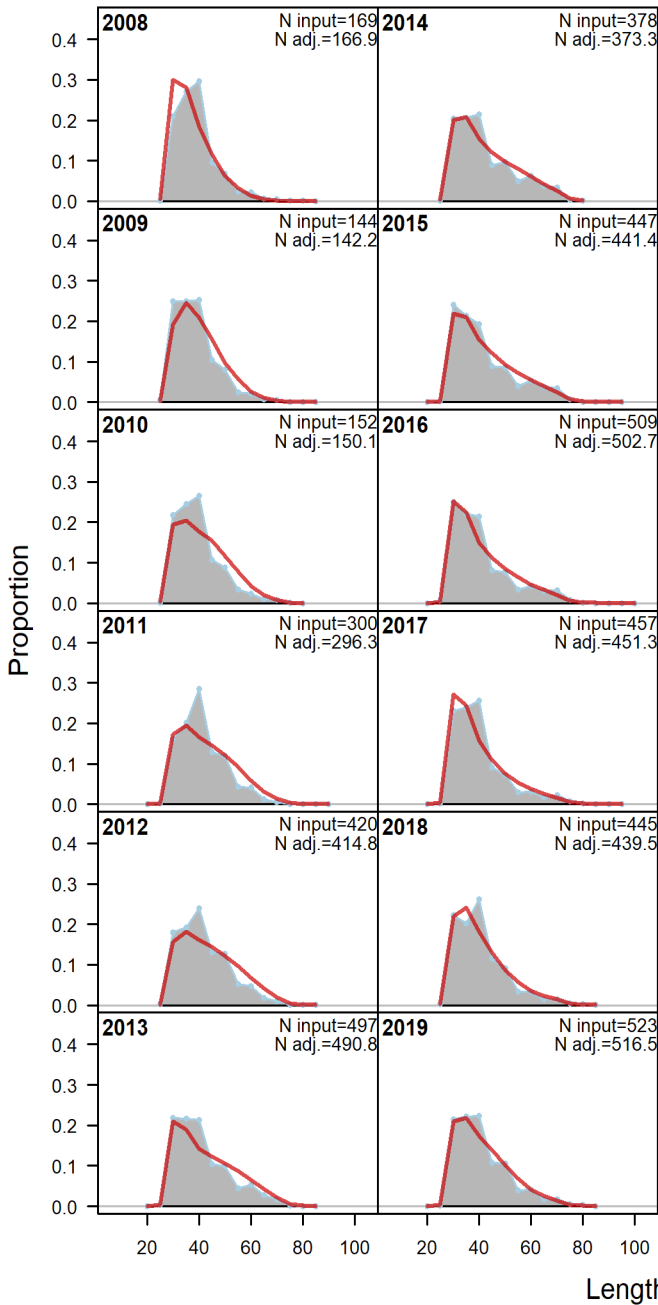 Proportion
2008
N input=169
N adj.=166.9
0.4
0.3
0.2
0.1
0.0
2014
N input=378
N adj.=373.3
2009
N input=144
N adj.=142.2
0.4
0.3
0.2
0.1
0.0
2015
N input=447
N adj.=441.4
2010
N input=152
N adj.=150.1
0.4
0.3
0.2
0.1
0.0
2016
N input=509
N adj.=502.7
2011
N input=300
N adj.=296.3
0.4
0.3
0.2
0.1
0.0
2017
N input=457
N adj.=451.3
2012
N input=420
N adj.=414.8
0.4
0.3
0.2
0.1
0.0
2018
N input=445
N adj.=439.5
2013
N input=497
N adj.=490.8
0.4
0.3
0.2
0.1
0.0
2019
N input=523
N adj.=516.5
20 40 60 80 100 20 40 60 80 100
Length